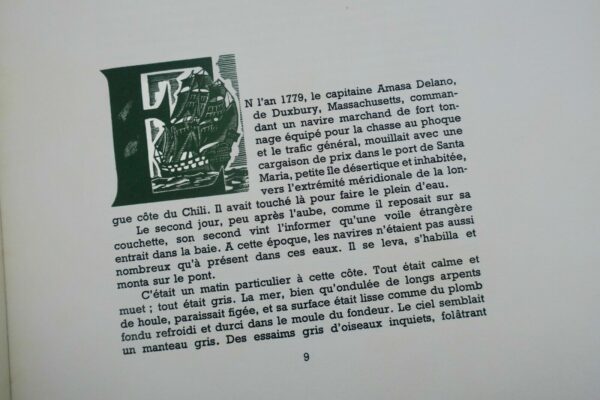 EN l'an 1779, le capitaine Amasa Delano,
de Duxbury, Massachusetts, comman-
dant un navire marchand de fort ton-
nage équipé pour la chasse au phoque
et le trafic général, mouillait avec une
cargaison de prix dans le port de Santa
Maria, petite île désertique et inhabitée,
vers l'extrémité méridionale de la lon-
gue côte du Chili. Il avait touché là pour faire le plein d'eau.
Le second jour, peu après l'aube, comme il reposait sur sa
couchette, son second vint l'informer qu'une voile étrangère
entrait dans la baie. A cette époque, les navires n'étaient pas aussi
nombreux qu'à présent dans ces eaux. Il se leva, s'habilla et
monta sur le pont.
C'était un matin particulier à cette côte. Tout était calme et
muet ; tout était gris. La mer, bien qu'ondulée de longs arpents
de houle, paraissait figée, et sa surface était lisse comme du plomb
fondu refroidi et durci dans le moule du fondeur. Le ciel semblait
un manteau gris. Des essaims gris d'oiseaux inquiets, folâtrant
9